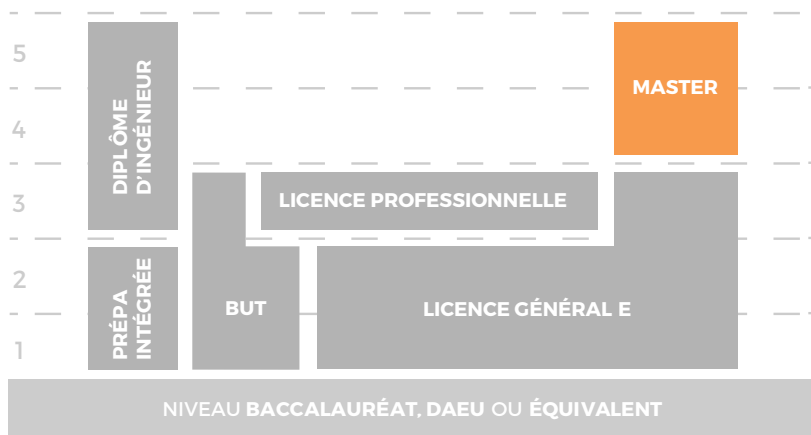 5
MASTER
4
DIPLÔME
D'INGÉNIEUR
3
LICENCE PROFESSIONNELLE
2
PRÉPA
INTÉGRÉE
BUT
LICENCE GÉNÉRAL E
1
NIVEAU BACCALAURÉAT, DAEU OU ÉQUIVALENT